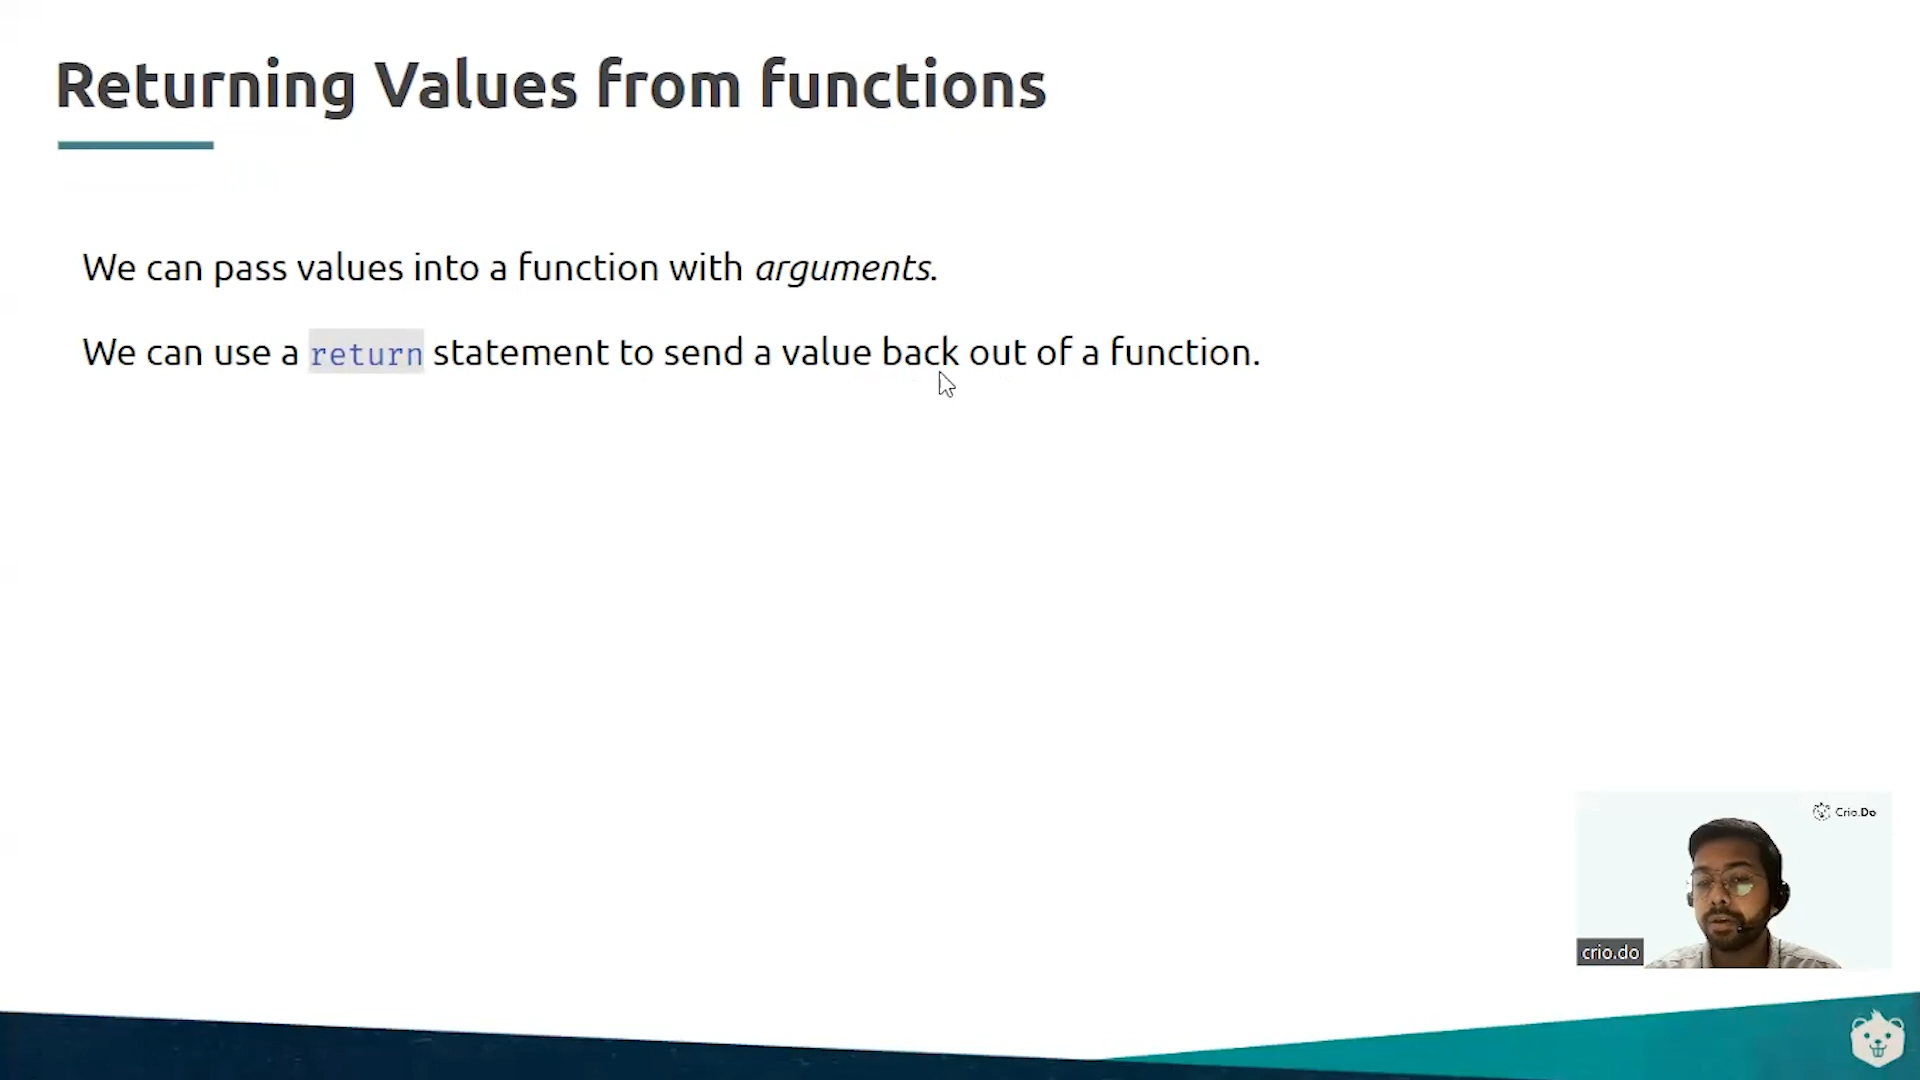 Returning Values from functions
We can pass values into a function with arguments.
We can use a return statement to send a value back out of a function.
Crio.Do
crio.do